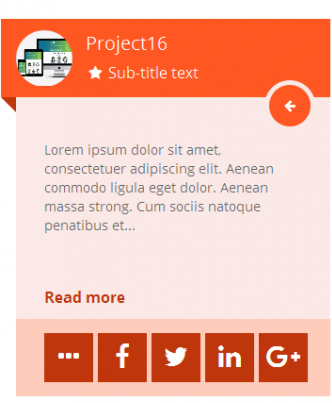 Project16
Sub-title text
Lorem ipsum dolor sit amet,
consectetuer adipiscing elit. Aenean
commodo ligula eget dolor. Aenean
massa strong. Cum sociis natoque
penatibus et...
Read more
f in G+